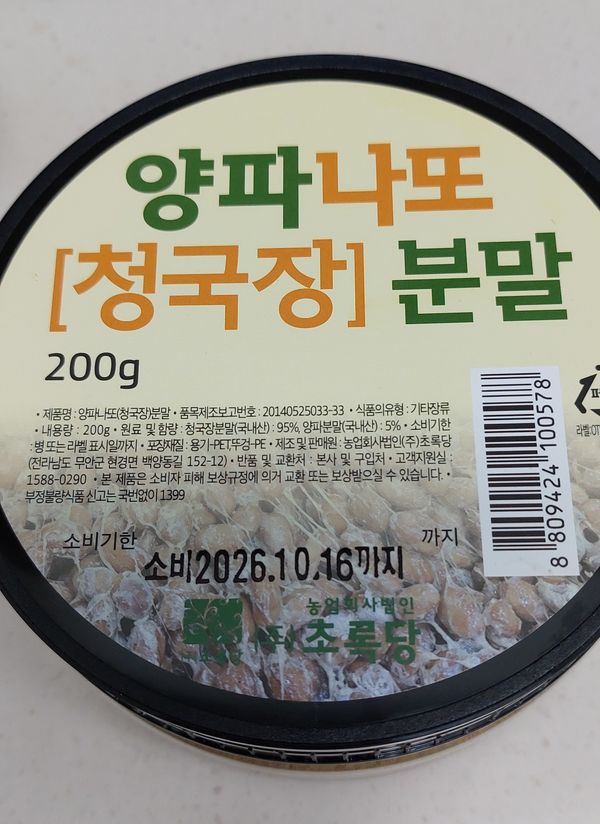 양파나또
[청국장] 분말
200g
• 제품명 : 양파나또(청국장)분말 • 품목제조보고번호 : 20140525033-33 • 식품의유형 : 기타장류
• 내용량 : 200g • 원료 및 함량 : 청국장분말(국내산) : 95%, 양파분말(국내산) : 5% • 소비기한
: 병 또는 라벨 표시일까지 • 포장재질 : 용기-PET,뚜껑-PE • 제조 및 판매원 : 농업회사법인(주)초록당
(전라남도 무안군 현경면 백양동길 152-12) • 반품 및 교환처 : 본사 및 구입처 • 고객지원실 :
1588-0290 • 본 제품은 소비자 피해 보상규정에 의거 교환 또는 보상받으실 수 있습니다. •
부정불량식품 신고는 국번없이 1399
소비기한 까지
소비2026.10.16까지
농업회사법인
(주) 초록당
8 809424 100578
라벨:OT